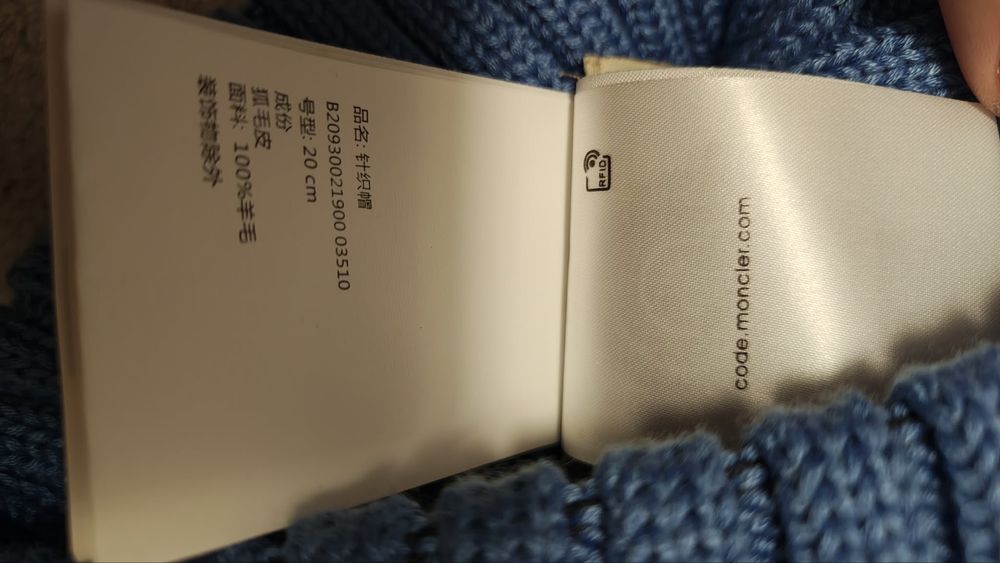 品名: 针织帽
B20930021900 03510
号型: 20 cm
成份
狐毛皮
面料: 100%羊毛
装饰物除外
RFID
code.moncler.com